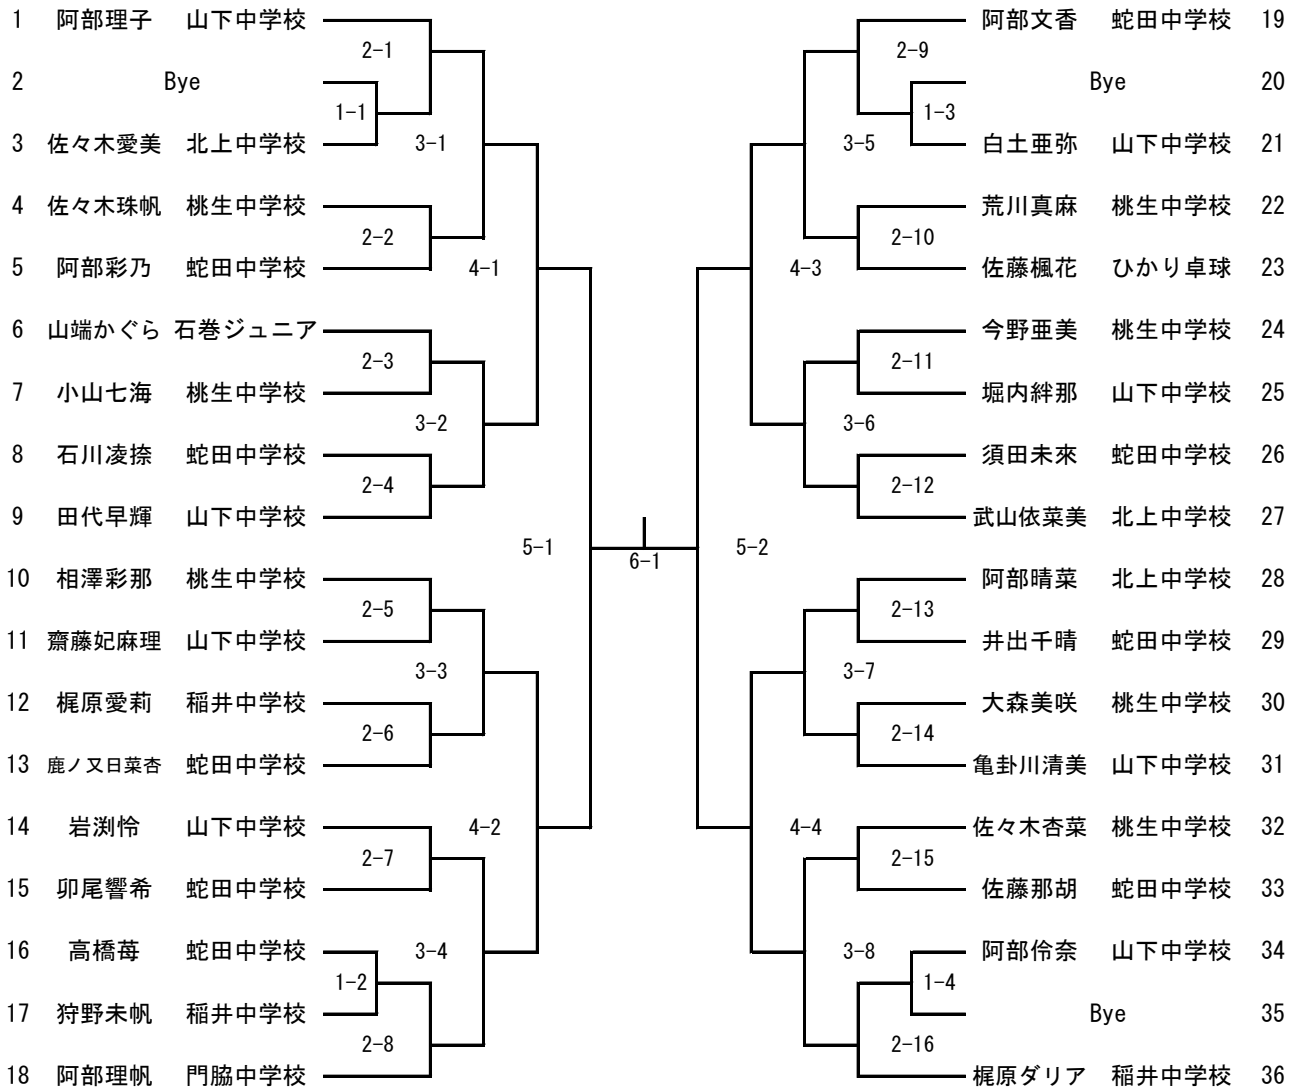 1 阿部理子 山下中学校
2 Bye
3 佐々木愛美 北上中学校
4 佐々木珠帆 桃生中学校
5 阿部彩乃 蛇田中学校
6 山端かぐら 石巻ジュニア
7 小山七海 桃生中学校
8 石川凌捺 蛇田中学校
9 田代早輝 山下中学校
10 相澤彩那 桃生中学校
11 齋藤妃麻理 山下中学校
12 梶原愛莉 稲井中学校
13 鹿ノ又日菜杏 蛇田中学校
14 岩渕怜 山下中学校
15 卯尾響希 蛇田中学校
16 高橋苺 蛇田中学校
17 狩野未帆 稲井中学校
18 阿部理帆 門脇中学校
2-1
1-1
3-1
2-2
4-1
2-3
3-2
2-4
5-1
2-5
3-3
2-6
4-2
2-7
3-4
1-2
2-8
6-1
2-9
1-3
3-5
2-10
4-3
2-11
3-6
2-12
5-2
2-13
3-7
2-14
4-4
2-15
3-8
1-4
2-16
阿部文香 蛇田中学校 19
Bye 20
白土亜弥 山下中学校 21
荒川真麻 桃生中学校 22
佐藤楓花 ひかり卓球 23
今野亜美 桃生中学校 24
堀内絆那 山下中学校 25
須田未來 蛇田中学校 26
武山依菜美 北上中学校 27
阿部晴菜 北上中学校 28
井出千晴 蛇田中学校 29
大森美咲 桃生中学校 30
亀卦川清美 山下中学校 31
佐々木杏菜 桃生中学校 32
佐藤那胡 蛇田中学校 33
阿部伶奈 山下中学校 34
Bye 35
梶原ダリア 稲井中学校 36